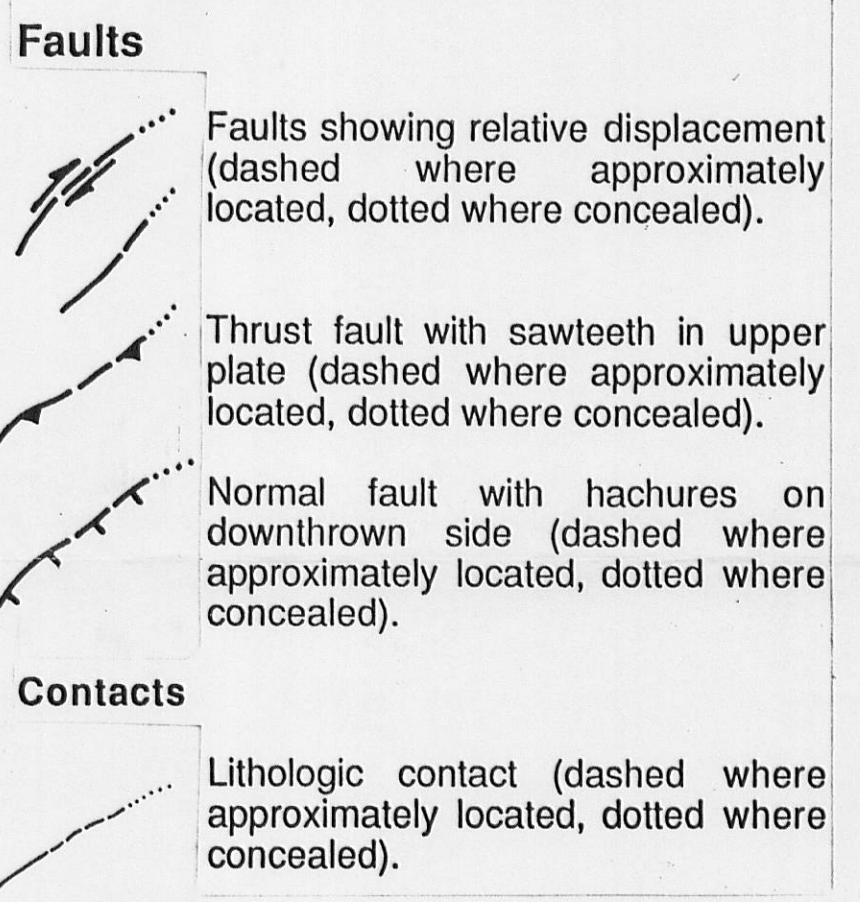 Faults
Faults showing relative displacement
(dashed where approximately
located, dotted where concealed).
Thrust fault with sawteeth in upper
plate (dashed where approximately
located, dotted where concealed).
Normal fault with hachures on
downthrown side (dashed where
approximately located, dotted where
concealed).
Contacts
Lithologic contact (dashed where
approximately located, dotted where
concealed).